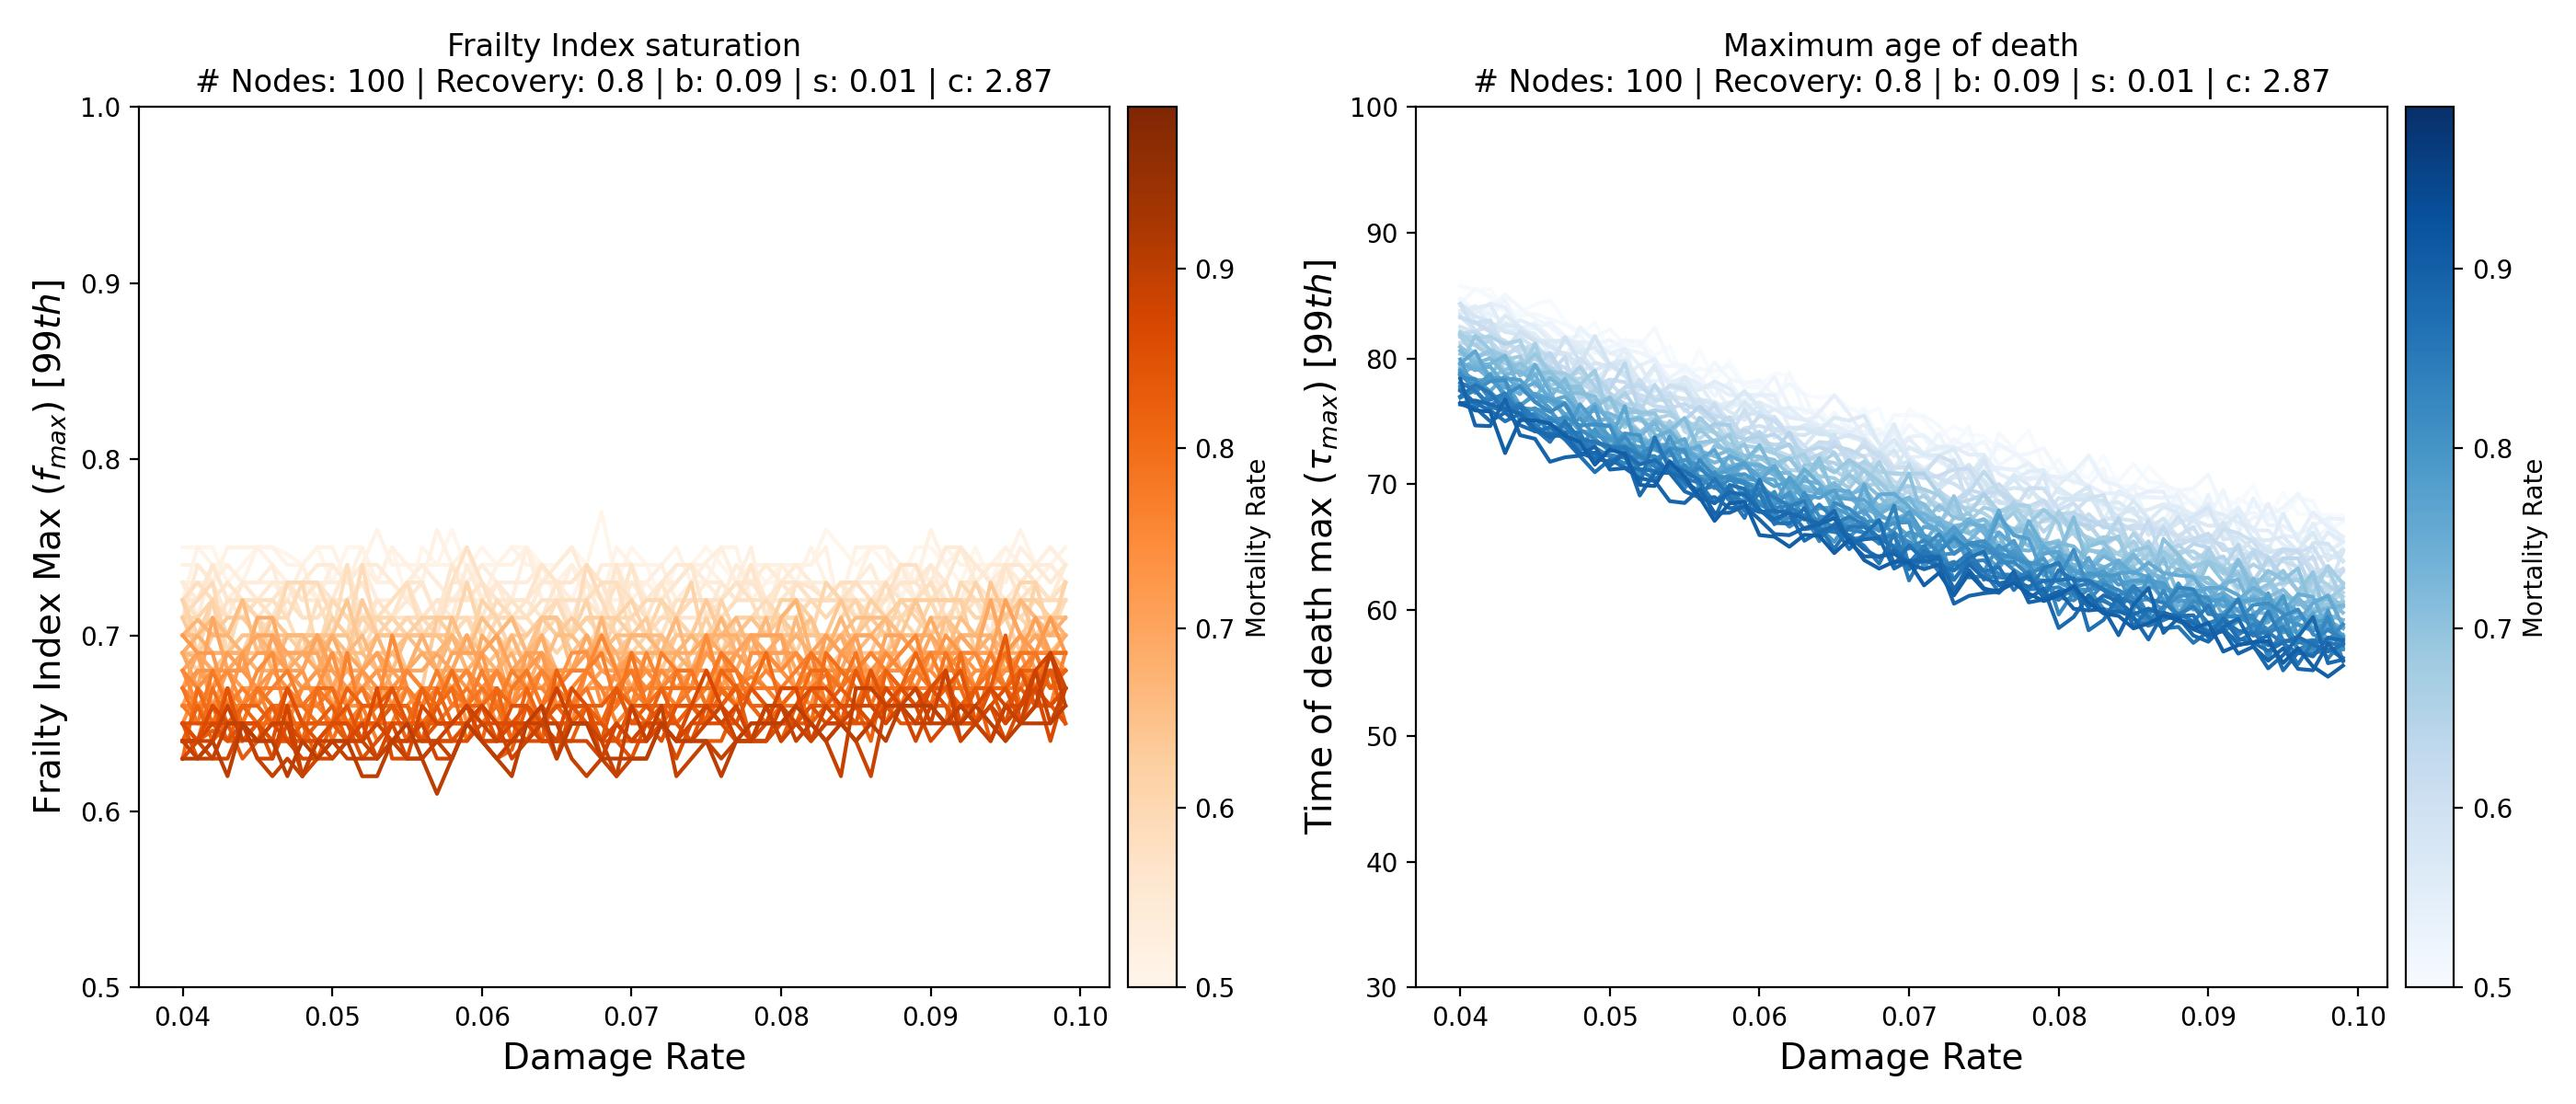 Frailty Index saturation
# Nodes: 100 | Recovery: 0.8 | b: 0.09 | s: 0.01 | c: 2.87
1.0
0.9
0.8
0.7
0.6
0.5
Frailty Index Max (f_max) [99th]
0.04 0.05 0.06 0.07 0.08 0.09 0.10
Damage Rate
0.9
0.8
0.7
0.6
0.5
Mortality Rate
Maximum age of death
# Nodes: 100 | Recovery: 0.8 | b: 0.09 | s: 0.01 | c: 2.87
100
90
80
70
60
50
40
30
Time of death max (τ_max) [99th]
0.04 0.05 0.06 0.07 0.08 0.09 0.10
Damage Rate
0.9
0.8
0.7
0.6
0.5
Mortality Rate